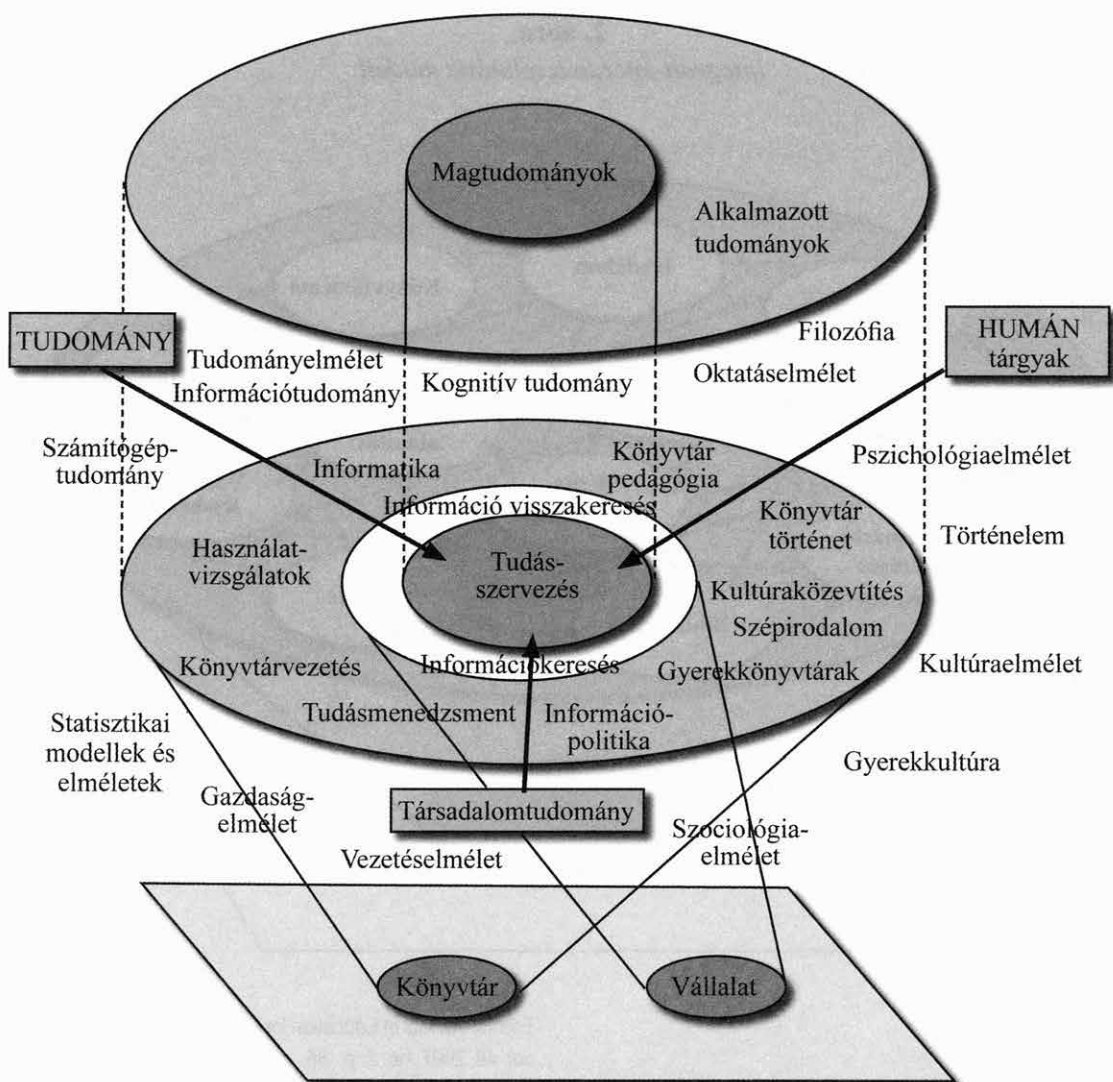 Magtudományok
Alkalmazott
tudományok
TUDOMÁNY
HUMÁN
tárgyak
Filozófia
Tudományelmélet
Információtudomány
Kognitív tudomány
Oktatáselmélet
Számítógép-
tudomány
Informatika
Könyvtár
pedagógia
Pszichológiaelmélet
Információ visszakeresés
Könyvtár
történet
Történelem
Használat-
vizsgálatok
Tudás-
szervezés
Kultúraközevtítés
Szépirodalom
Könyvtárvezetés
Információkeresés
Gyerekkönyvtárak
Kultúraelmélet
Tudásmenedzsment
Információ-
politika
Statisztikai
modellek és
elméletek
Gyerekkultúra
Gazdaság-
elmélet
Társadalomtudomány
Szociológia-
elmélet
Vezetéselmélet
Könyvtár
Vállalat